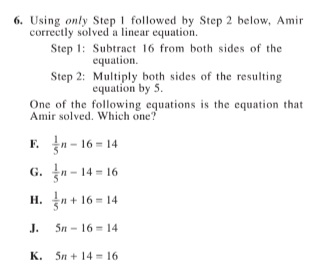 6. Using only Step 1 followed by Step 2 below, Amir
correctly solved a linear equation.
Step 1: Subtract 16 from both sides of the
equation.
Step 2: Multiply both sides of the resulting
equation by 5.
One of the following equations is the equation that
Amir solved. Which one?
F. 1/5 n − 16 = 14
G. 1/5 n − 14 = 16
H. 1/5 n + 16 = 14
J. 5n − 16 = 14
K. 5n + 14 = 16